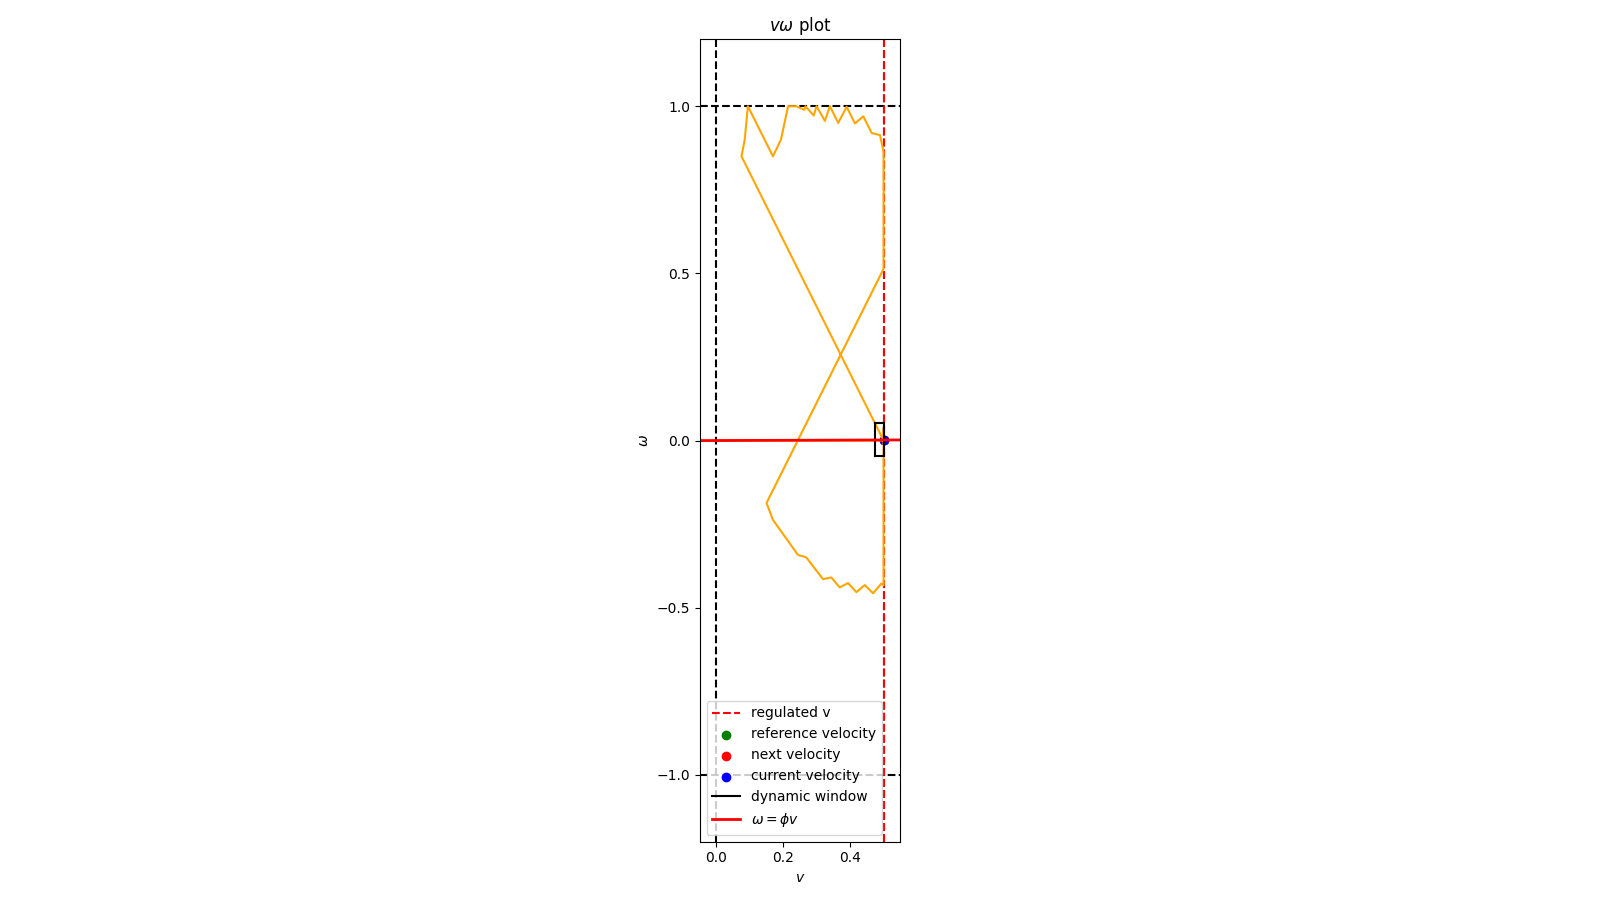 vω plot
1.0
0.5
ω
0.0
−0.5
−1.0
regulated v
reference velocity
next velocity
current velocity
dynamic window
ω = ϕv
0.0 0.2 0.4
v